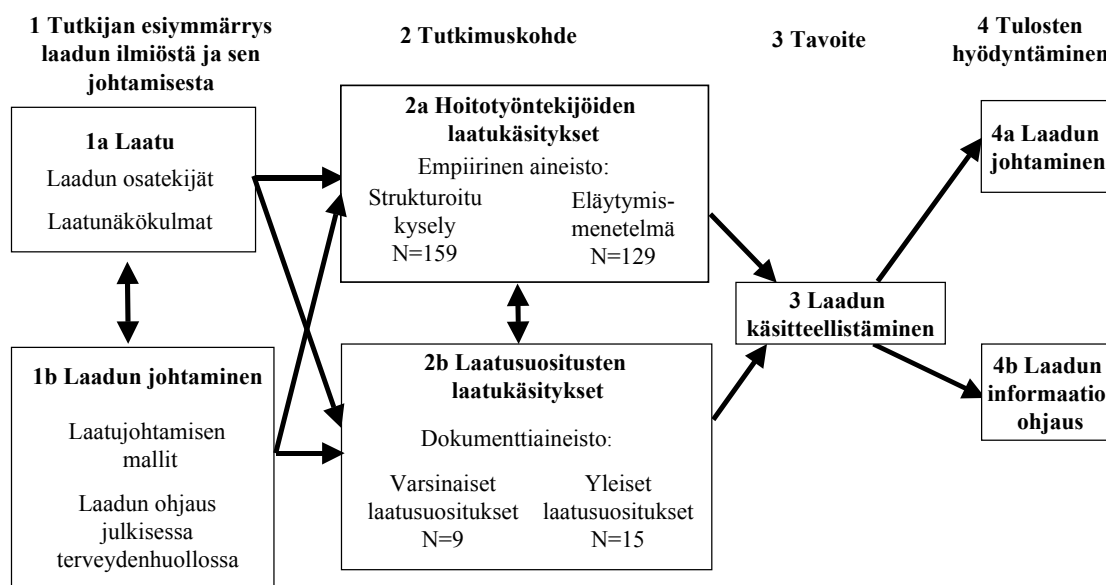 1 Tutkijan esiymmärrys
laadun ilmiöstä ja sen
johtamisesta
2 Tutkimuskohde
3 Tavoite
4 Tulosten
hyödyntäminen
1a Laatu
Laadun osatekijät
Laatunäkökulmat
1b Laadun johtaminen
Laatujohtamisen
mallit
Laadun ohjaus
julkisessa
terveydenhuollossa
2a Hoitotyöntekijöiden
laatukäsitykset
Empiirinen aineisto:
Strukturoitu
kysely
N=159
Eläytymis-
menetelmä
N=129
2b Laatusuositusten
laatukäsitykset
Dokumenttiaineisto:
Varsinaiset
laatusuositukset
N=9
Yleiset
laatusuositukset
N=15
3 Laadun
käsitteellistäminen
4a Laadun
johtaminen
4b Laadun
informaatio
ohjaus